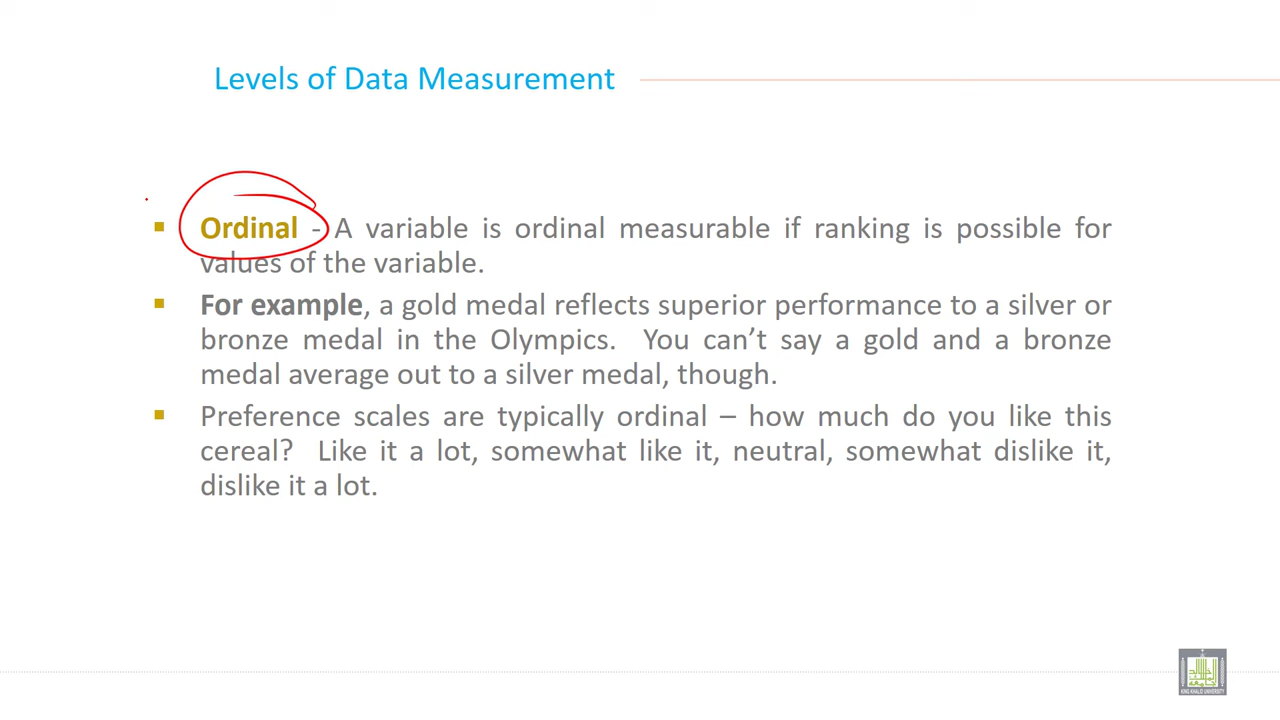 Levels of Data Measurement
▪ Ordinal - A variable is ordinal measurable if ranking is possible for
values of the variable.
▪ For example, a gold medal reflects superior performance to a silver or
bronze medal in the Olympics. You can’t say a gold and a bronze
medal average out to a silver medal, though.
▪ Preference scales are typically ordinal – how much do you like this
cereal? Like it a lot, somewhat like it, neutral, somewhat dislike it,
dislike it a lot.
KING KHALID UNIVERSITY